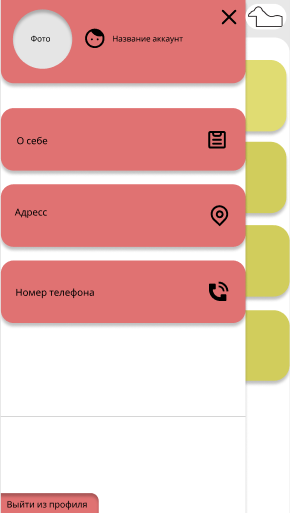 Фото
Название аккаунт
О себе
Адресс
Номер телефона
Выйти из профиля